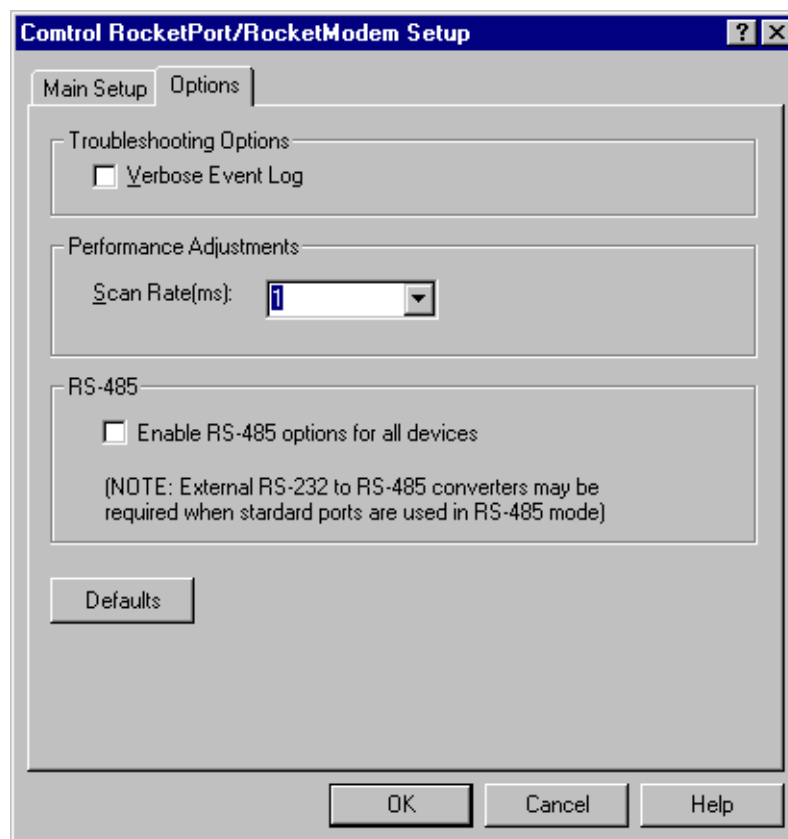 Comtrol RocketPort/RocketModem Setup
Main Setup
Options
Troubleshooting Options
Verbose Event Log
Performance Adjustments
Scan Rate(ms):
1
RS-485
Enable RS-485 options for all devices
(NOTE: External RS-232 to RS-485 converters may be
required when stardard ports are used in RS-485 mode)
Defaults
OK
Cancel
Help